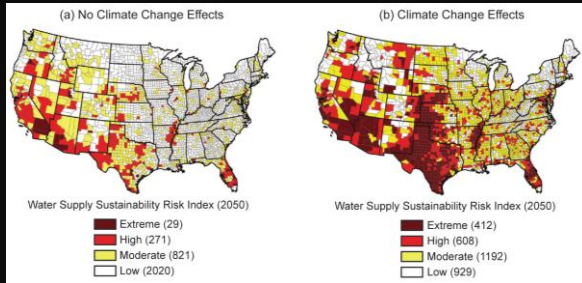 (a) No Climate Change Effects
(b) Climate Change Effects
Water Supply Sustainability Risk Index (2050)
Extreme (29)
High (271)
Moderate (821)
Low (2020)
Water Supply Sustainability Risk Index (2050)
Extreme (412)
High (608)
Moderate (1192)
Low (929)